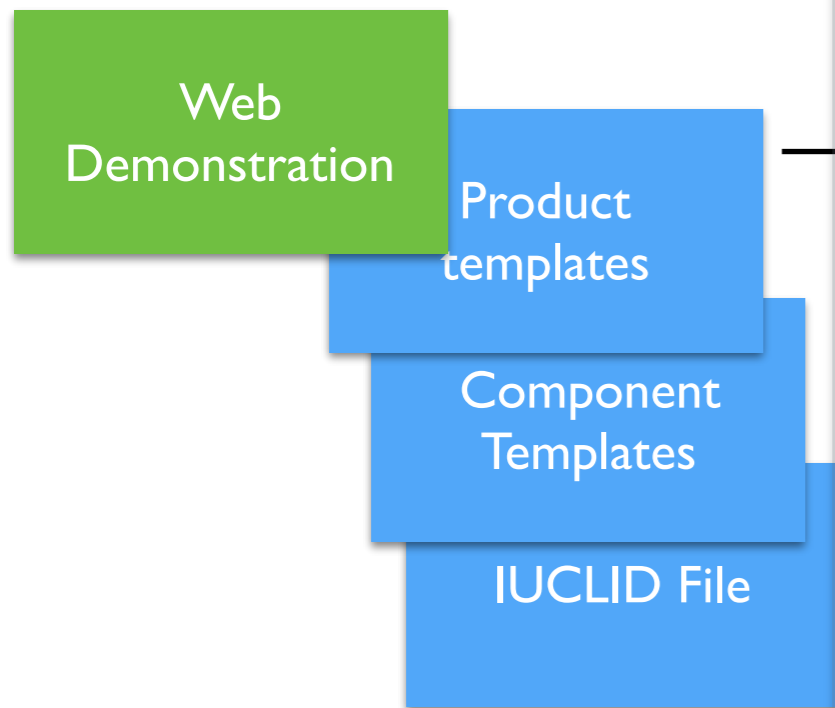 Web
Demonstration
Product
templates
Component
Templates
IUCLID File